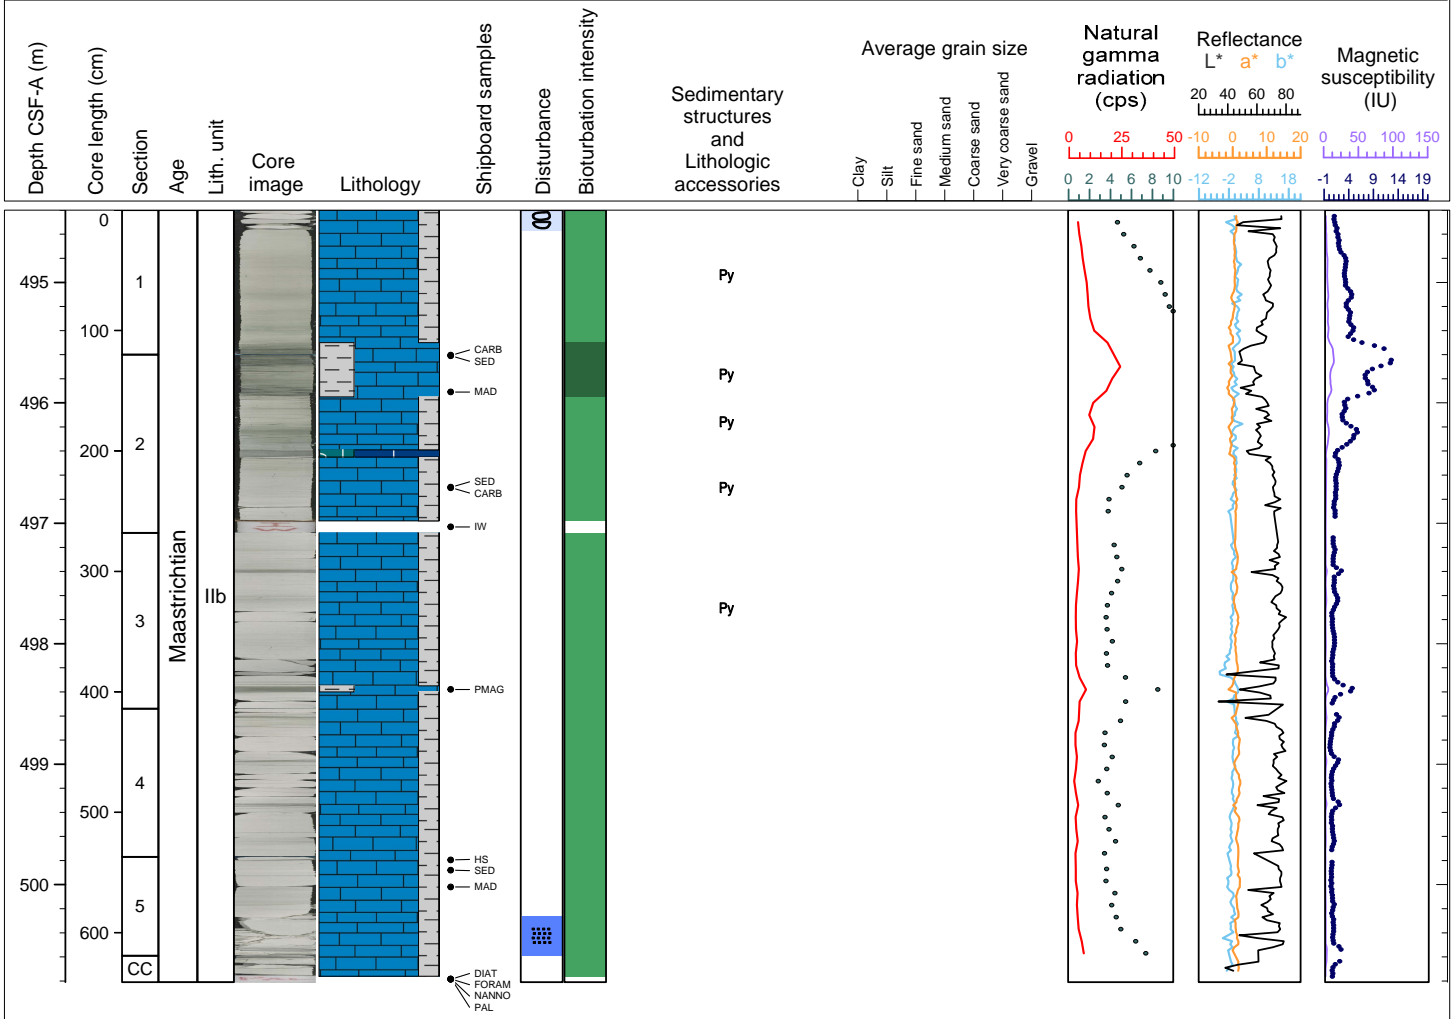 Depth CSF-A (m)
Core length (cm)
Section
Age
Lith. unit
Core
image
Lithology
Shipboard samples
Disturbance
Bioturbation intensity
Sedimentary
structures
and
Lithologic
accessories
Average grain size
Clay
Silt
Fine sand
Medium sand
Coarse sand
Very coarse sand
Gravel
Natural
gamma
radiation
(cps)
0 25 50
0 2 4 6 8 10
Reflectance
L* a* b*
20 40 60 80
-10 0 10 20
-12 -2 8 18
Magnetic
susceptibility
(IU)
0 50 100 150
-1 4 9 14 19
0
495
1
Py
100
CARB
SED
Py
MAD
496
Py
2
200
SED
CARB
Py
497
IW
300
Maastrichtian
IIb
3
Py
498
400
PMAG
499
4
500
HS
SED
500
MAD
5
600
CC
DIAT
FORAM
NANNO
PAL